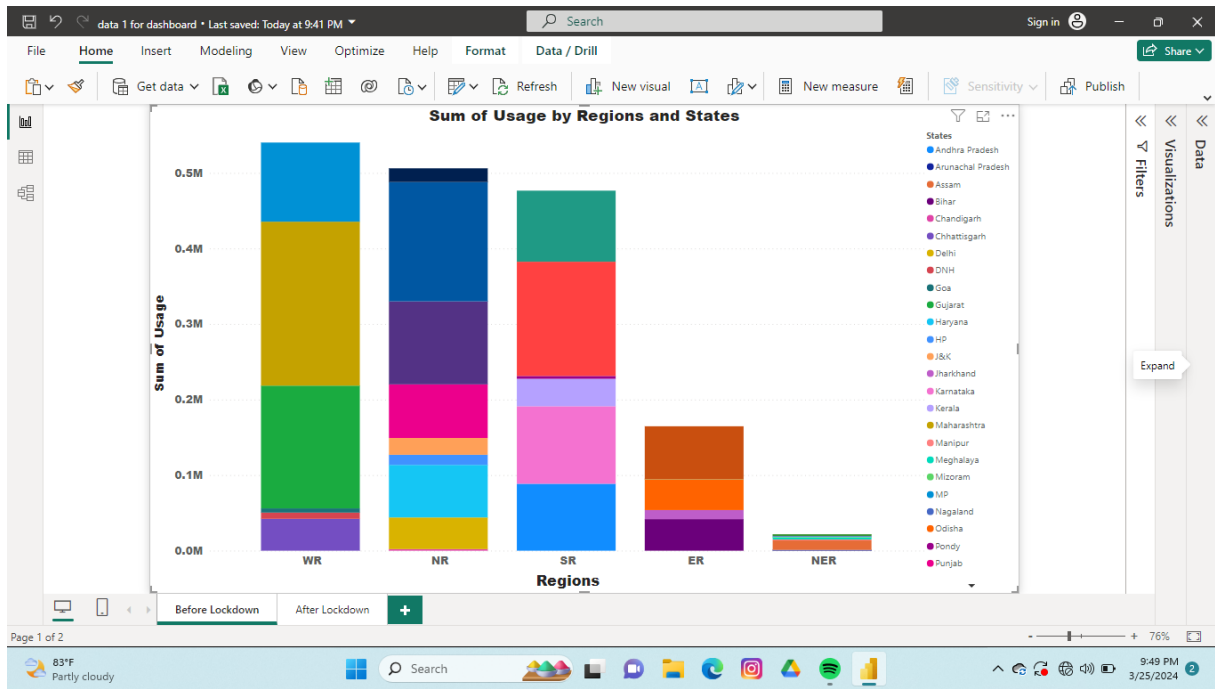 data 1 for dashboard • Last saved: Today at 9:41 PM
Search
Sign in
File Home Insert Modeling View Optimize Help Format Data / Drill
Share
Get data
Refresh
New visual
New measure
Sensitivity
Publish
Sum of Usage by Regions and States
Sum of Usage
0.5M
0.4M
0.3M
0.2M
0.1M
0.0M
WR NR SR ER NER
Regions
States
Andhra Pradesh
Arunachal Pradesh
Assam
Bihar
Chandigarh
Chhattisgarh
Delhi
DNH
Goa
Gujarat
Haryana
HP
J&K
Jharkhand
Karnataka
Kerala
Maharashtra
Manipur
Meghalaya
Mizoram
MP
Nagaland
Odisha
Pondy
Punjab
Filters
Visualizations
Data
Expand
Before Lockdown
After Lockdown
Page 1 of 2
- + 76%
83°F
Partly cloudy
Search
9:49 PM
3/25/2024
2